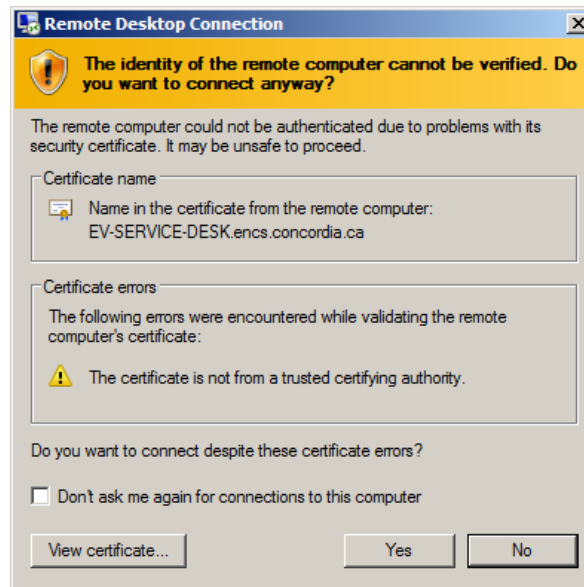 Remote Desktop Connection
The identity of the remote computer cannot be verified. Do
you want to connect anyway?
The remote computer could not be authenticated due to problems with its
security certificate. It may be unsafe to proceed.
Certificate name
Name in the certificate from the remote computer:
EV-SERVICE-DESK.encs.concordia.ca
Certificate errors
The following errors were encountered while validating the remote
computer's certificate:
The certificate is not from a trusted certifying authority.
Do you want to connect despite these certificate errors?
Don't ask me again for connections to this computer
View certificate... Yes No